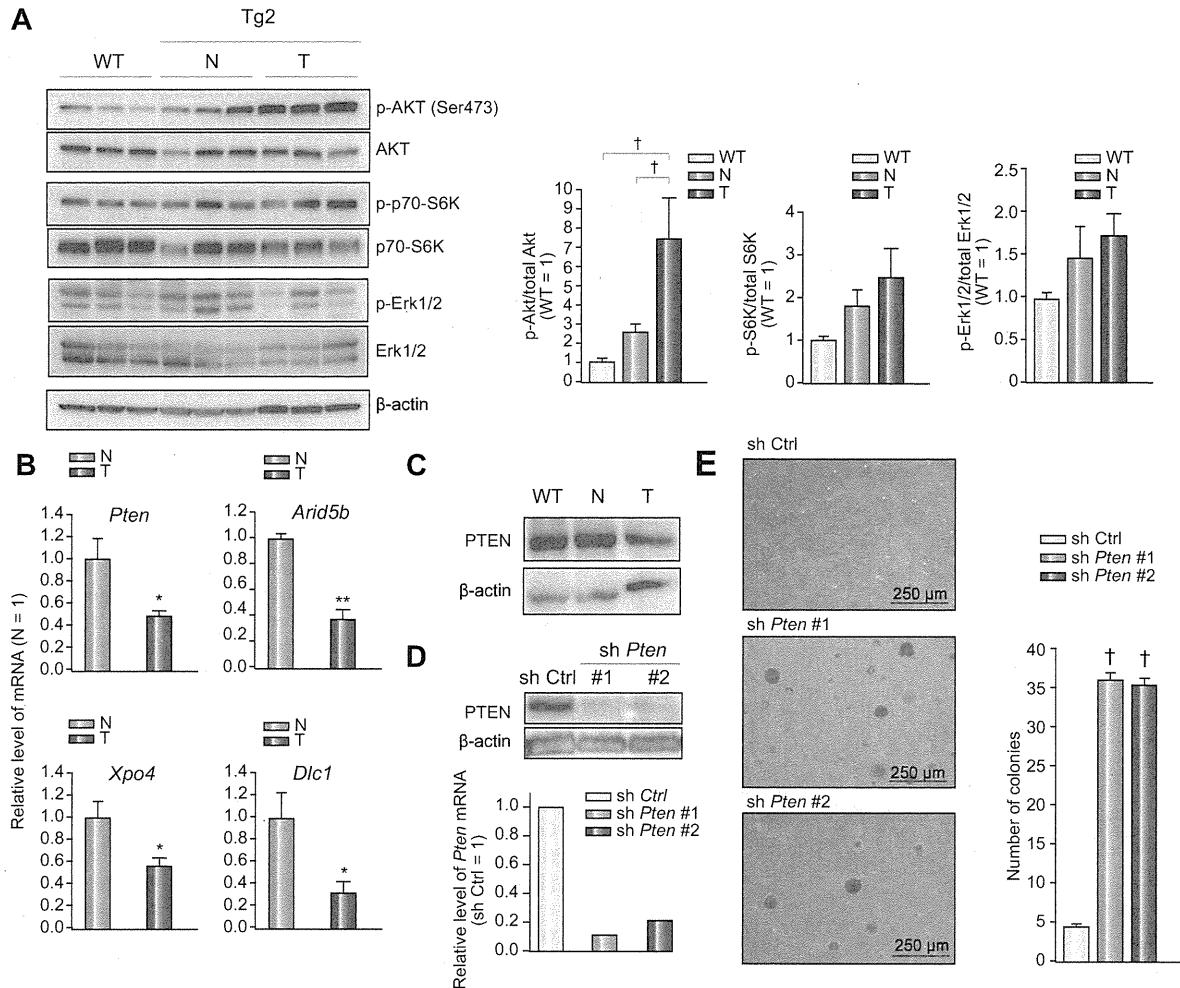 A
Tg2
WT N T
p-AKT (Ser473)
AKT
p-p70-S6K
p70-S6K
p-Erk1/2
Erk1/2
β-actin
†
†
WT
N
T
p-Akt/total Akt
(WT = 1)
10
9
8
7
6
5
4
3
2
1
0
WT
N
T
p-S6K/total S6K
(WT = 1)
4
3
2
1
0
WT
N
T
p-Erk1/2/total Erk1/2
(WT = 1)
2.5
2.0
1.5
1.0
0
B
Relative level of mRNA (N = 1)
N
T
Pten
1.4
1.2
1.0
0.8
0.6
0.4
0.2
0.0
*
N
T
Arid5b
1.2
1.0
0.8
0.6
0.4
0.2
0.0
**
N
T
Xpo4
1.4
1.2
1.0
0.8
0.6
0.4
0.2
0.0
*
N
T
Dlc1
1.4
1.2
1.0
0.8
0.6
0.4
0.2
0.0
*
C
WT N T
PTEN
β-actin
D
sh Pten
sh Ctrl #1 #2
PTEN
β-actin
Relative level of Pten mRNA
(sh Ctrl = 1)
1.0
0.8
0.6
0.4
0.2
0.0
sh Ctrl
sh Pten #1
sh Pten #2
E
sh Ctrl
250 µm
sh Pten #1
250 µm
sh Pten #2
250 µm
sh Ctrl
sh Pten #1
sh Pten #2
Number of colonies
40
35
30
25
20
15
10
5
0
† †